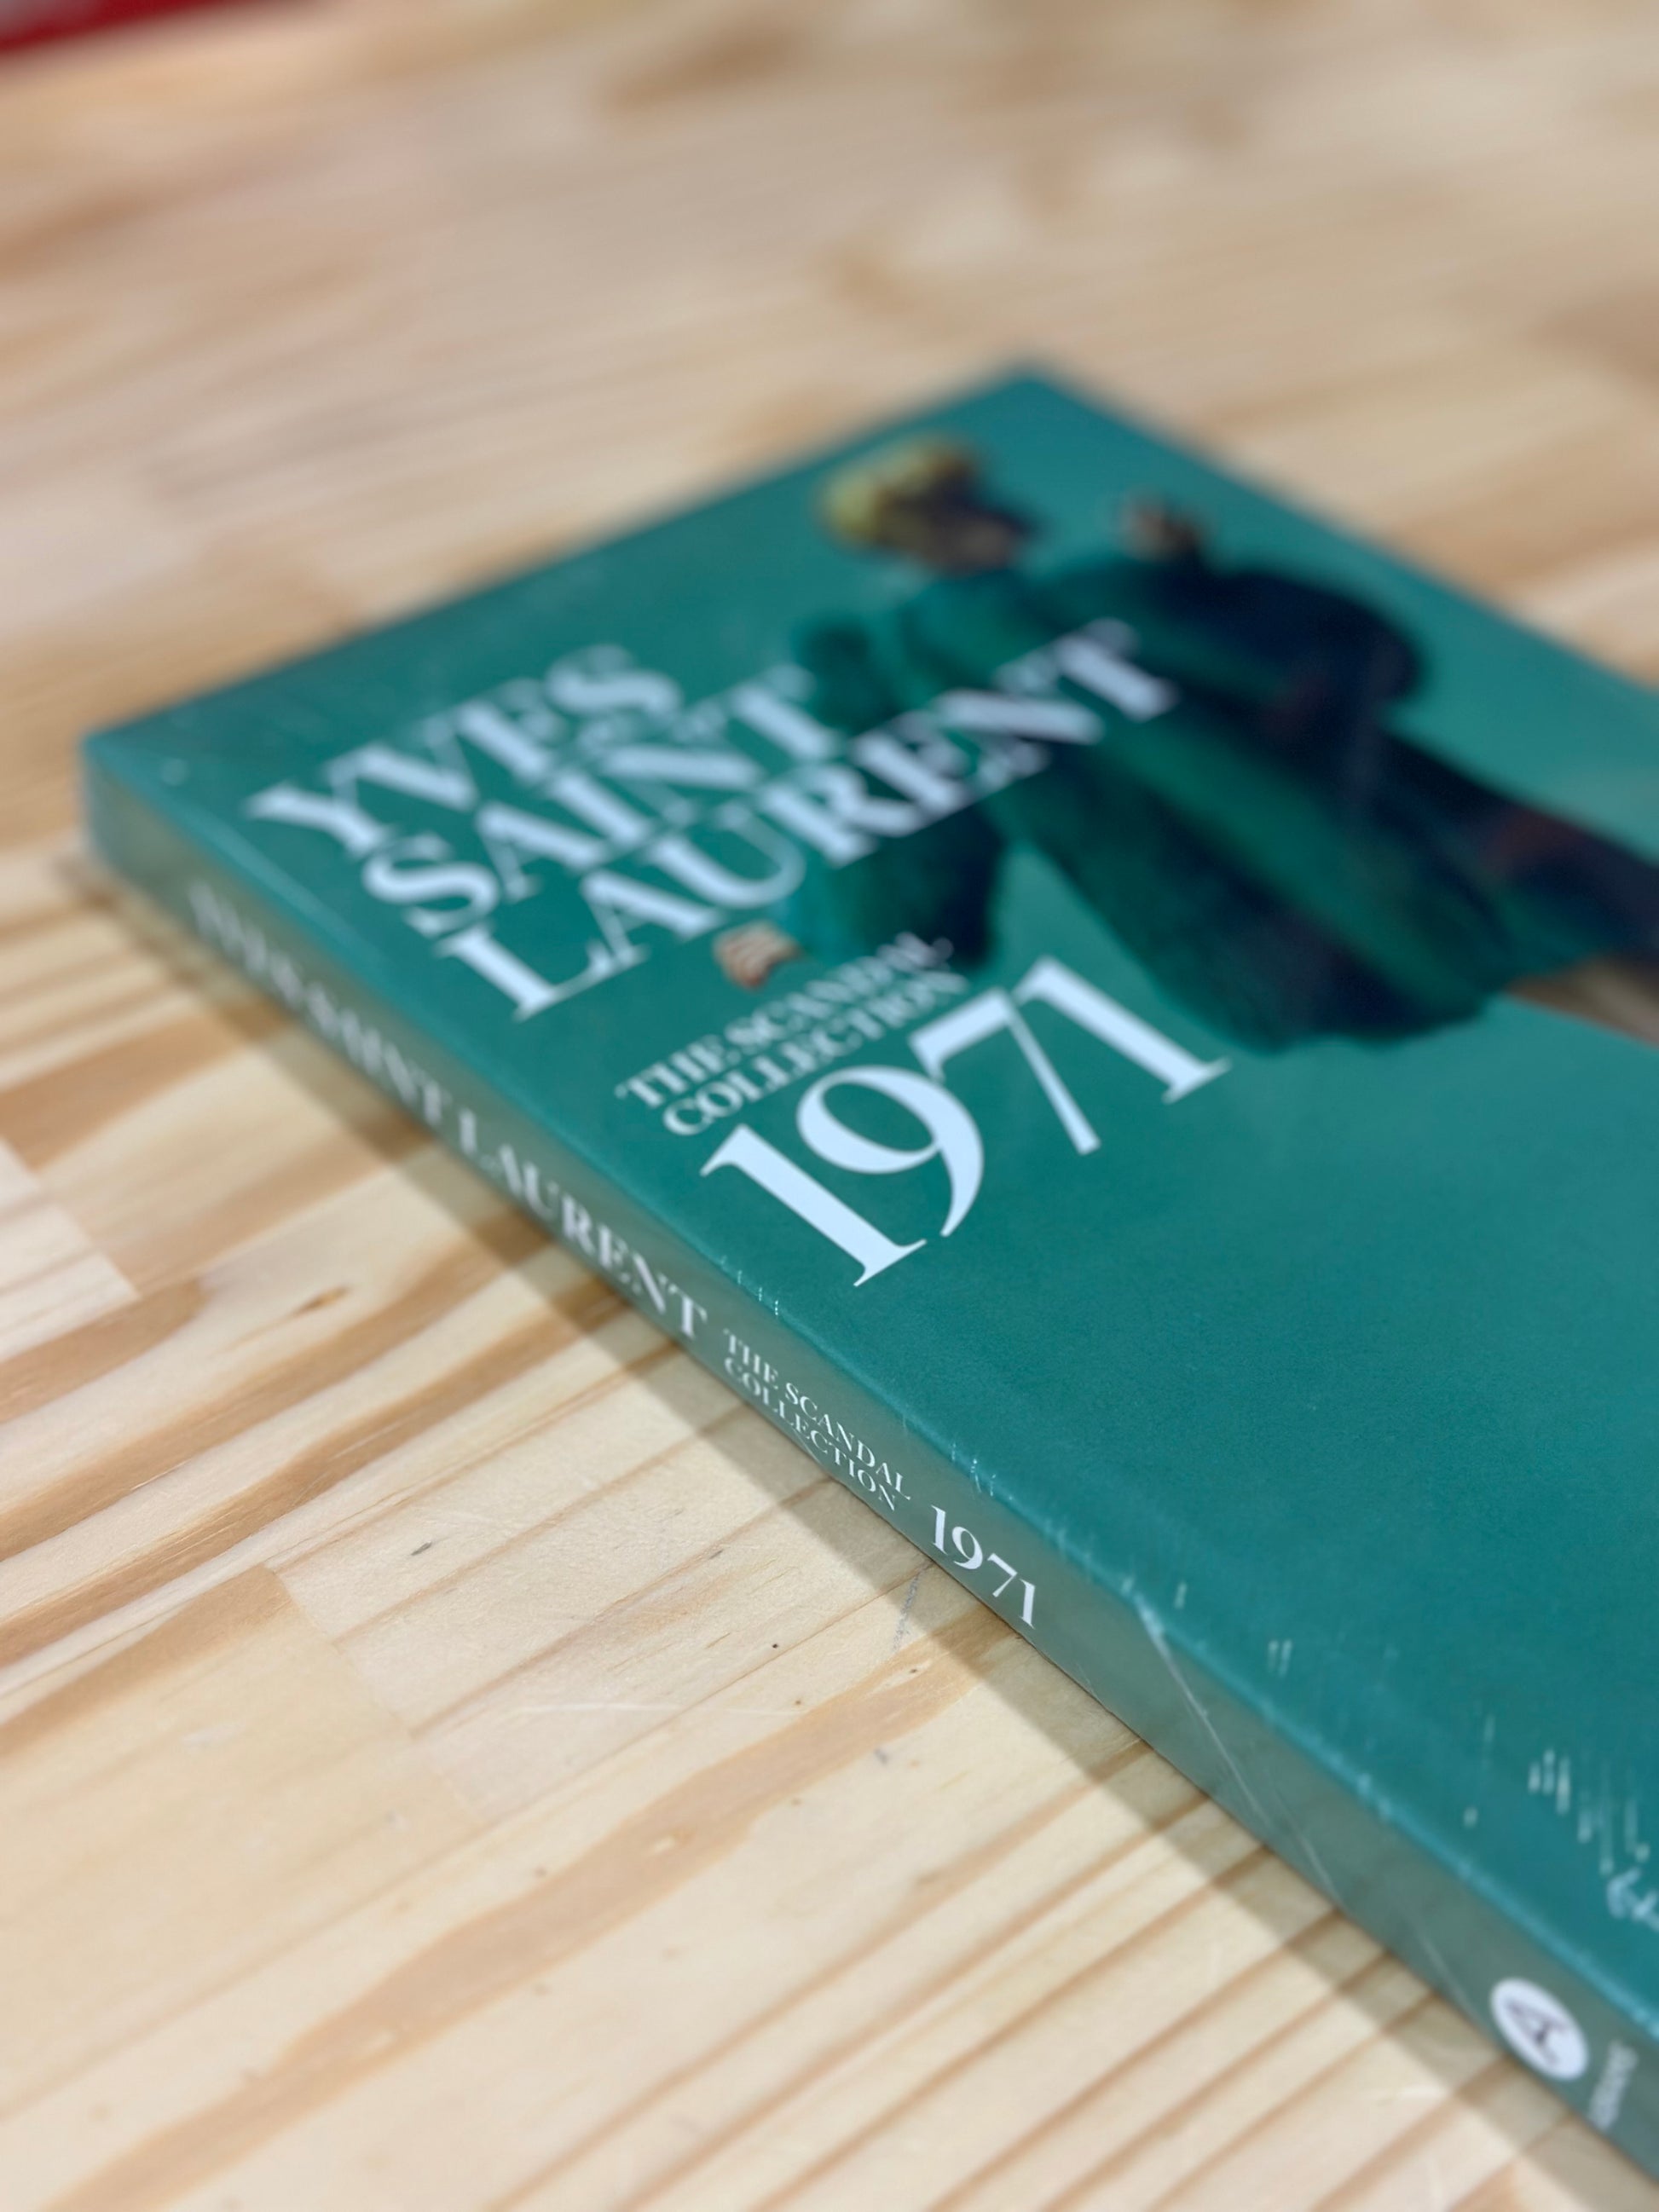 YVES
SAINT
LAURENT
THE SCANDAL
COLLECTION
1971
YVES SAINT LAURENT
THE SCANDAL
COLLECTION
1971
A